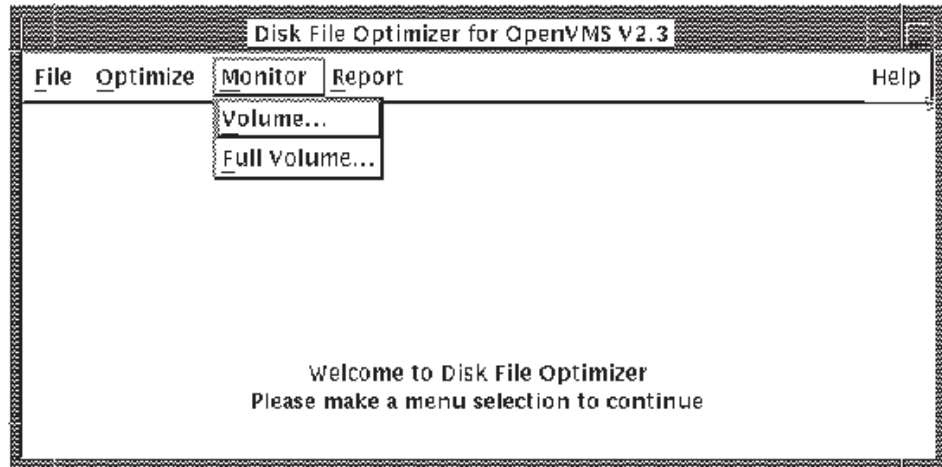 Disk File Optimizer for OpenVMS V2.3
File Optimize Monitor Report Help
Volume...
Full Volume...
Welcome to Disk File Optimizer
Please make a menu selection to continue